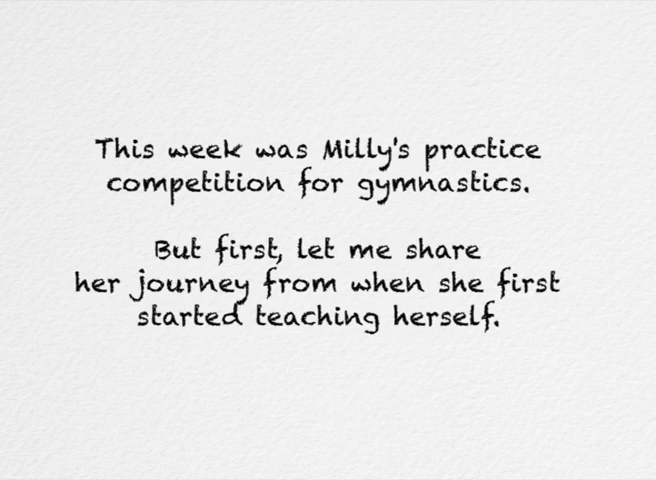 This week was Milly's practice
competition for gymnastics.
But first, let me share
her journey from when she first
started teaching herself.